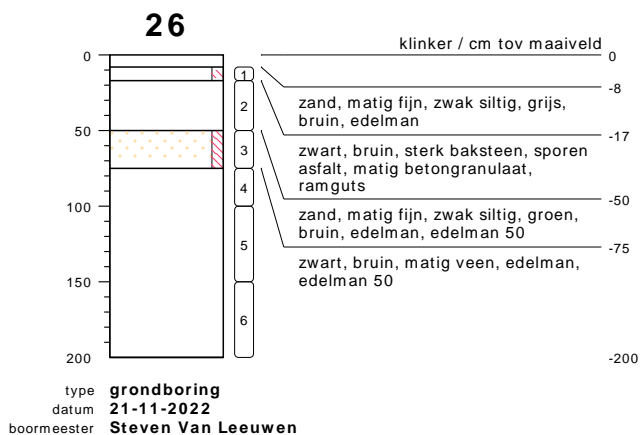 26
klinker / cm tov maaiveld
0
0
-8
1
zand, matig fijn, zwak siltig, grijs,
bruin, edelman
2
-17
50
3
zwart, bruin, sterk baksteen, sporen
asfalt, matig betongranulaat,
ramguts
-50
4
zand, matig fijn, zwak siltig, groen,
bruin, edelman, edelman 50
100
-75
5
zwart, bruin, matig veen, edelman,
edelman 50
150
6
200
-200
type grondboring
datum 21-11-2022
boormeester Steven Van Leeuwen